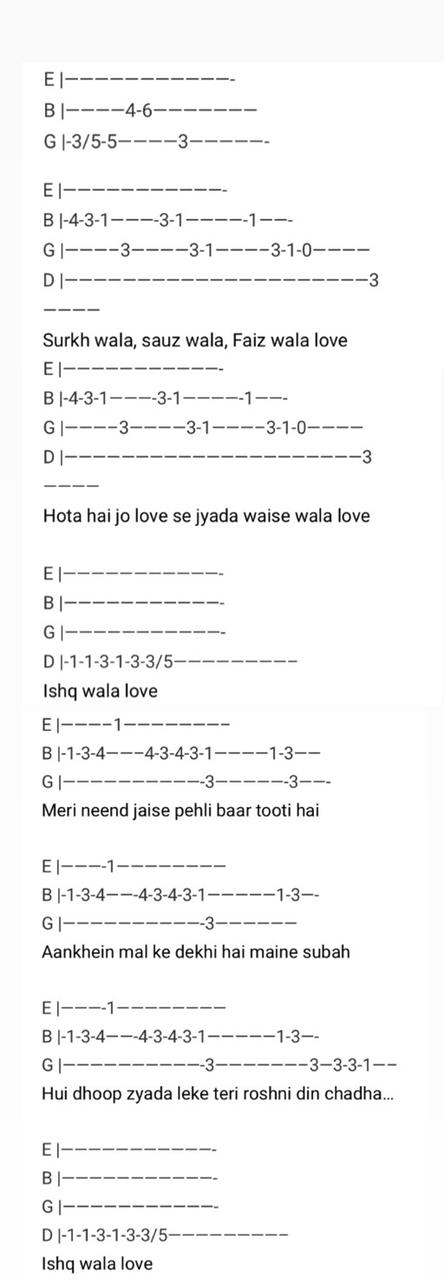 E |———————————-
B |————4-6———————
G |-3/5-5————3—————-
E |———————————-
B |-4-3-1———-3-1————-1——-
G |————3————3-1————3-1-0————
D |—————————————————————3
————
Surkh wala, sauz wala, Faiz wala love
E |———————————-
B |-4-3-1———-3-1————-1——-
G |————3————3-1————3-1-0————
D |—————————————————————3
————
Hota hai jo love se jyada waise wala love
E |———————————-
B |———————————-
G |———————————-
D |-1-1-3-1-3-3/5—————————
Ishq wala love
E |————1————————
B |-1-3-4———4-3-4-3-1————1-3——
G |——————————-3—————-3——-
Meri neend jaise pehli baar tooti hai
E |———-1————————
B |-1-3-4——-4-3-4-3-1—————1-3—-
G |——————————-3——————
Aankhein mal ke dekhi hai maine subah
E |———-1————————
B |-1-3-4——-4-3-4-3-1—————1-3—-
G |——————————-3———————3—3-3-1——
Hui dhoop zyada leke teri roshni din chadha...
E |———————————-
B |———————————-
G |———————————-
D |-1-1-3-1-3-3/5—————————
Ishq wala love